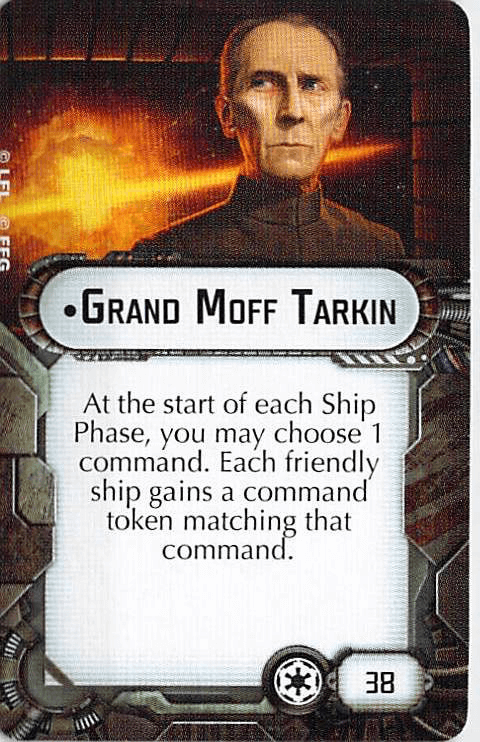 © LFL © FFG
•GRAND MOFF TARKIN
At the start of each Ship
Phase, you may choose 1
command. Each friendly
ship gains a command
token matching that
command.
38